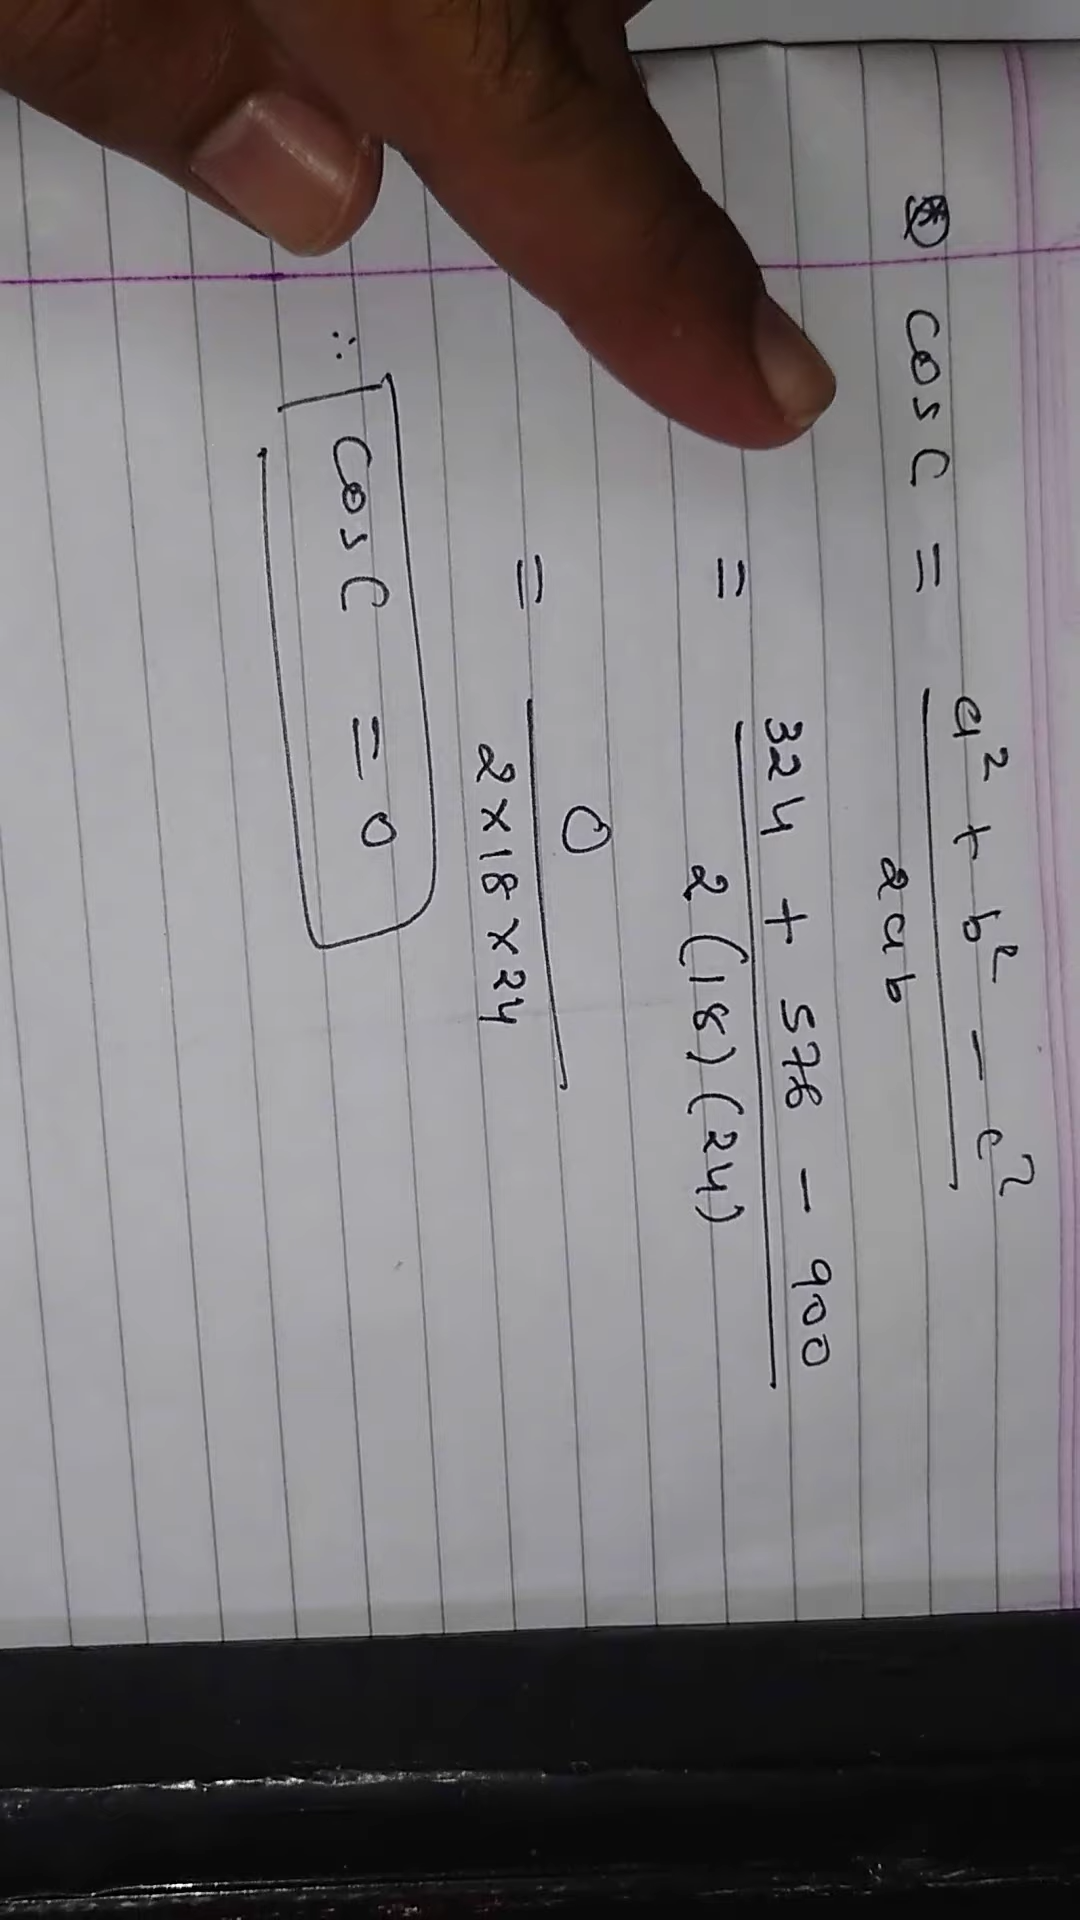 cos C = a² + b² - c² / 2ab
= 324 + 576 - 900 / 2(18)(24)
= 0 / 2×18×24
∴ cos C = 0